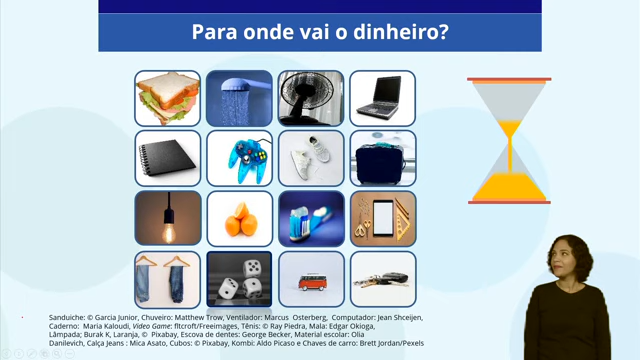 Para onde vai o dinheiro?
Sanduiche: © Garcia Junior, Chuveiro: Matthew Trow, Ventilador: Marcus Osterberg, Computador: Jean Shceijen,
Caderno: Maria Kaloudi, Video Game: fltcroft/Freeimages, Tênis: © Ray Piedra, Mala: Edgar Okioga,
Lâmpada; Burak K, Laranja, © Pixabay, Escova de dentes: George Becker, Material escolar: Olia
Danilevich, Calça Jeans : Mica Asato, Cubos: © Pixabay, Kombi: Aldo Picaso e Chaves de carro: Brett Jordan/Pexels